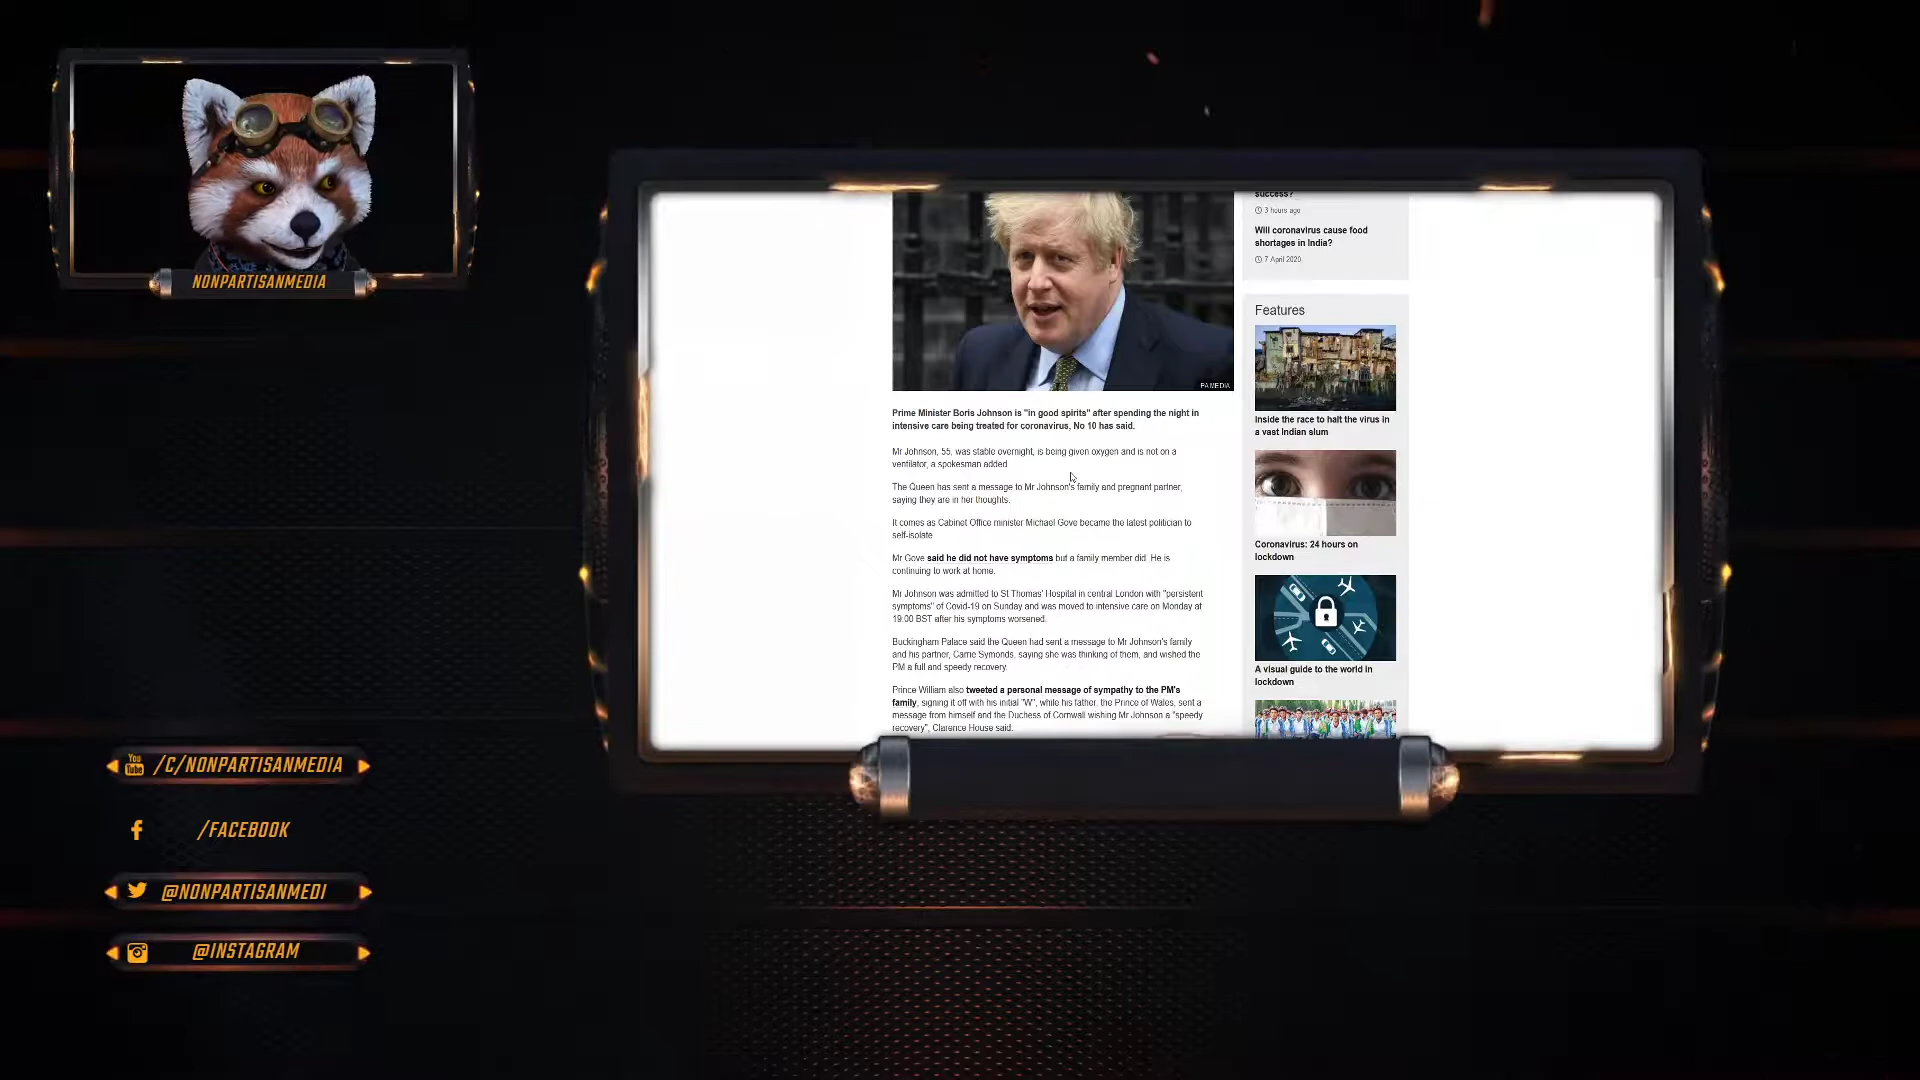 NONPARTISANMEDIA
/C/NONPARTISANMEDIA
/FACEBOOK
@NONPARTISANMEDI
@INSTAGRAM
PA MEDIA
Prime Minister Boris Johnson is "in good spirits" after spending the night in
intensive care being treated for coronavirus, No 10 has said.
Mr Johnson, 55, was stable overnight, is being given oxygen and is not on a
ventilator, a spokesman added.
The Queen has sent a message to Mr Johnson's family and pregnant partner,
saying they are in her thoughts.
It comes as Cabinet Office minister Michael Gove became the latest politician to
self-isolate.
Mr Gove said he did not have symptoms but a family member did. He is
continuing to work at home.
Mr Johnson was admitted to St Thomas' Hospital in central London with "persistent
symptoms" of Covid-19 on Sunday and was moved to intensive care on Monday at
19:00 BST after his symptoms worsened.
Buckingham Palace said the Queen had sent a message to Mr Johnson's family
and his partner, Carrie Symonds, saying she was thinking of them, and wished the
PM a full and speedy recovery.
Prince William also tweeted a personal message of sympathy to the PM's
family, signing it off with his initial "W", while his father, the Prince of Wales, sent a
message from himself and the Duchess of Cornwall wishing Mr Johnson a "speedy
recovery", Clarence House said.
success?
3 hours ago
Will coronavirus cause food
shortages in India?
7 April 2020
Features
Inside the race to halt the virus in
a vast Indian slum
Coronavirus: 24 hours on
lockdown
A visual guide to the world in
lockdown
You
Tube